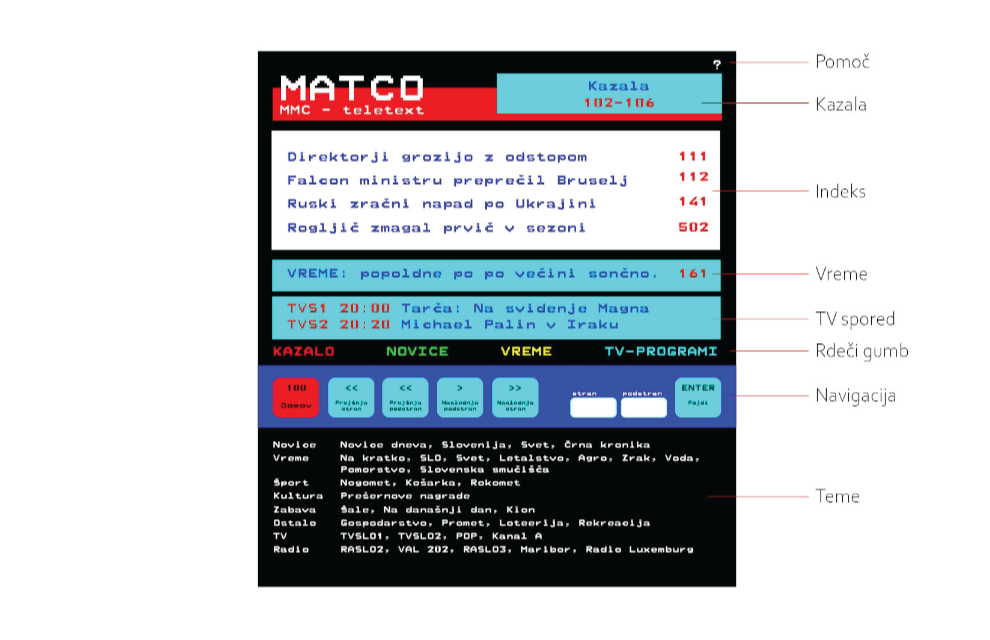 ?
Pomoč
MATCO
MMC - teletext
Kazala
102-106
Kazala
Direktorji grozijo z odstopom 111
Falcon ministru preprečil Bruselj 112
Ruski zračni napad po Ukrajini 141
Rogljič zmagal prvič v sezoni 502
Indeks
VREME: popoldne po po večini sončno. 161
Vreme
TVS1 20:00 Tarča: Na svidenje Magna
TVS2 20:20 Michael Palin v Iraku
TV spored
KAZALO NOVICE VREME TV-PROGRAMI
Rdeči gumb
100
Domov
<<
Prejšnja
stran
<<
Prejšnja
podstran
>
Naslednja
podstran
>>
Naslednja
stran
stran
podstran
ENTER
Pejdi
Navigacija
Novice Novice dneva, Slovenija, Svet, Črna kronika
Vreme Na kratko, SLO, Svet, Letalstvo, Agro, Zrak, Voda,
Pomorstvo, Slovenska smučišča
Šport Nogomet, Košarka, Rokomet
Kultura Prešernove nagrade
Zabava Šale, Na današnji dan, Kion
Ostalo Gospodarstvo, Promet, Loteerija, Rekreacija
TV TVSLO1, TVSLO2, POP, Kanal A
Radio RASLO2, VAL 202, RASLO3, Maribor, Radio Luxemburg
Teme